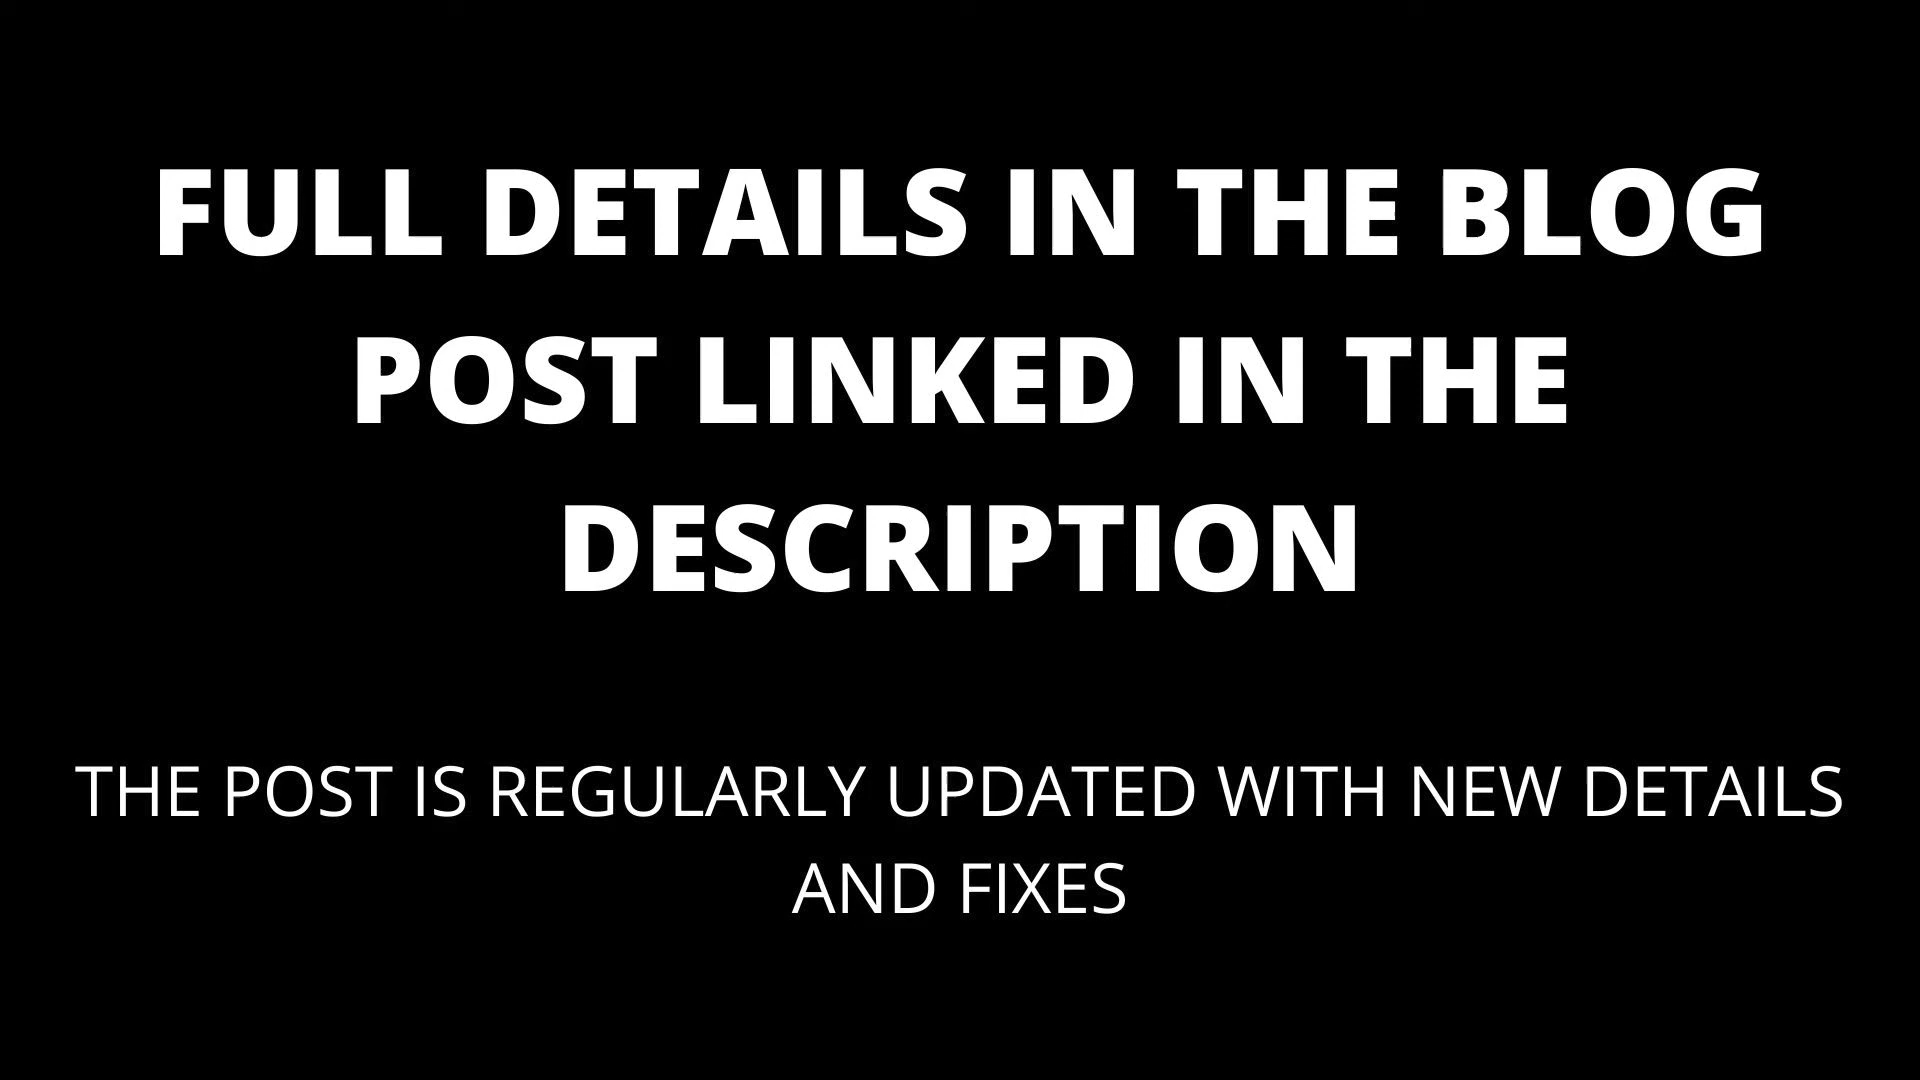 FULL DETAILS IN THE BLOG
POST LINKED IN THE
DESCRIPTION
THE POST IS REGULARLY UPDATED WITH NEW DETAILS
AND FIXES